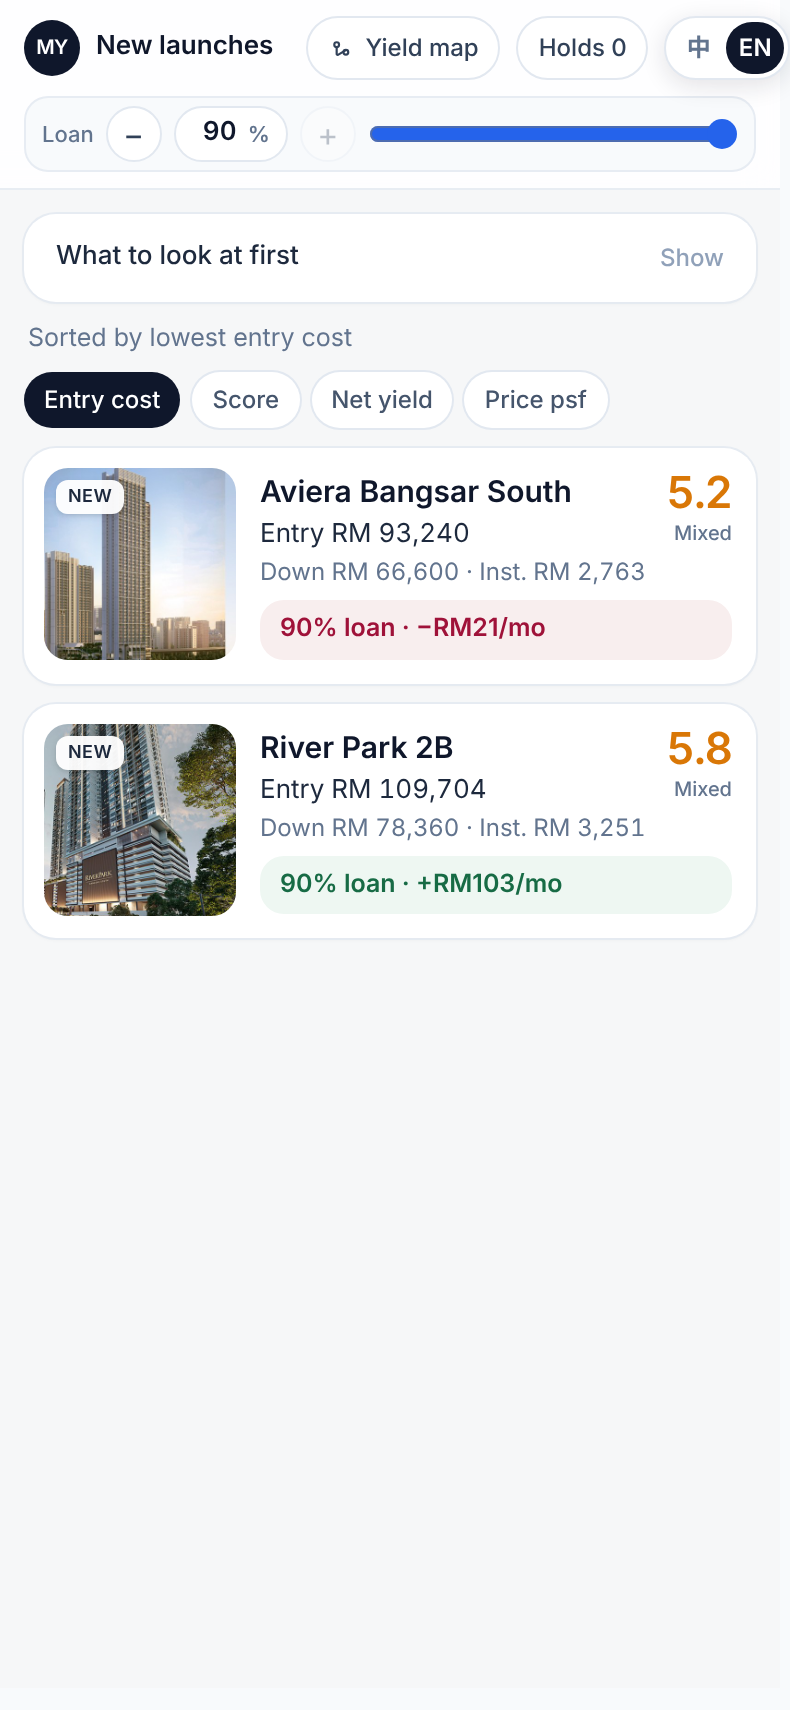 MY New launches Yield map Holds 0 中 EN
Loan − 90 % +
What to look at first Show
Sorted by lowest entry cost
Entry cost Score Net yield Price psf
NEW
Aviera Bangsar South 5.2
Entry RM 93,240 Mixed
Down RM 66,600 · Inst. RM 2,763
90% loan · −RM21/mo
NEW
River Park 2B 5.8
Entry RM 109,704 Mixed
Down RM 78,360 · Inst. RM 3,251
RIVERPARK
90% loan · +RM103/mo